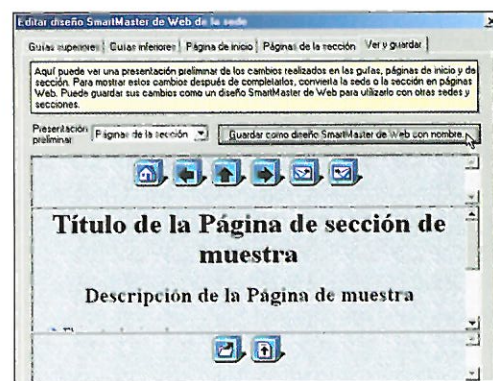 Editar diseño SmartMaster de Web de la sede
Guías superiores Guías inferiores Página de inicio Páginas de la sección Ver y guardar
Aquí puede ver una presentación preliminar de los cambios realizados en las guías, páginas de inicio y de
sección. Para mostrar estos cambios después de completarlos, convierta la sede o la sección en páginas
Web. Puede guardar sus cambios como un diseño SmartMaster de Web para utilizarlo con otras sedes y
secciones.
Presentación
preliminar Páginas de la sección Guardar como diseño SmartMaster de Web con nombre...
Título de la Página de sección de
muestra
Descripción de la Página de muestra